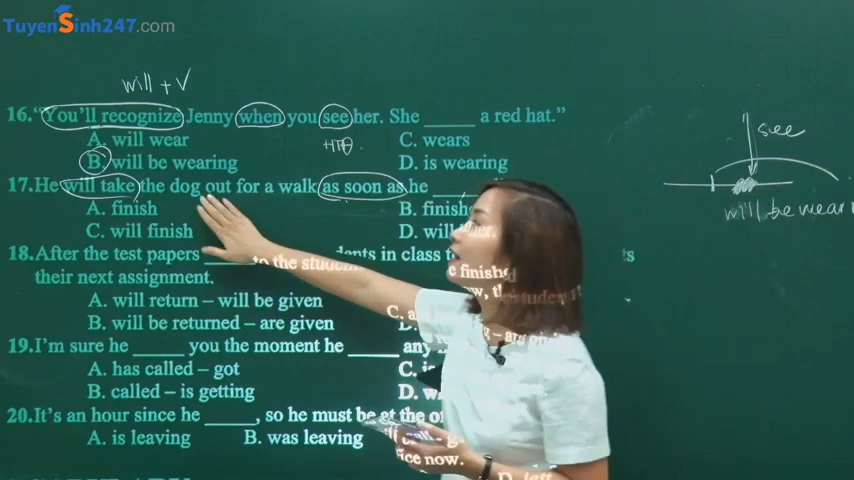 TuyenSinh247.com
will + V
16. "You'll recognize Jenny when you see her. She _____ a red hat."
HTĐ
see
A. will wear
C. wears
B. will be wearing
D. is wearing
will be wearin
17. He will take the dog out for a walk as soon as he
A. finish
B. finish
C. will finish
D. will
18. After the test papers _____ to the students in class
their next assignment.
A. will return – will be given
B. will be returned – are given
19. I'm sure he _____ you the moment he _____ any
A. has called – got
B. called – is getting
20. It's an hour since he _____, so he must be at the office now.
A. is leaving
B. was leaving
D. left